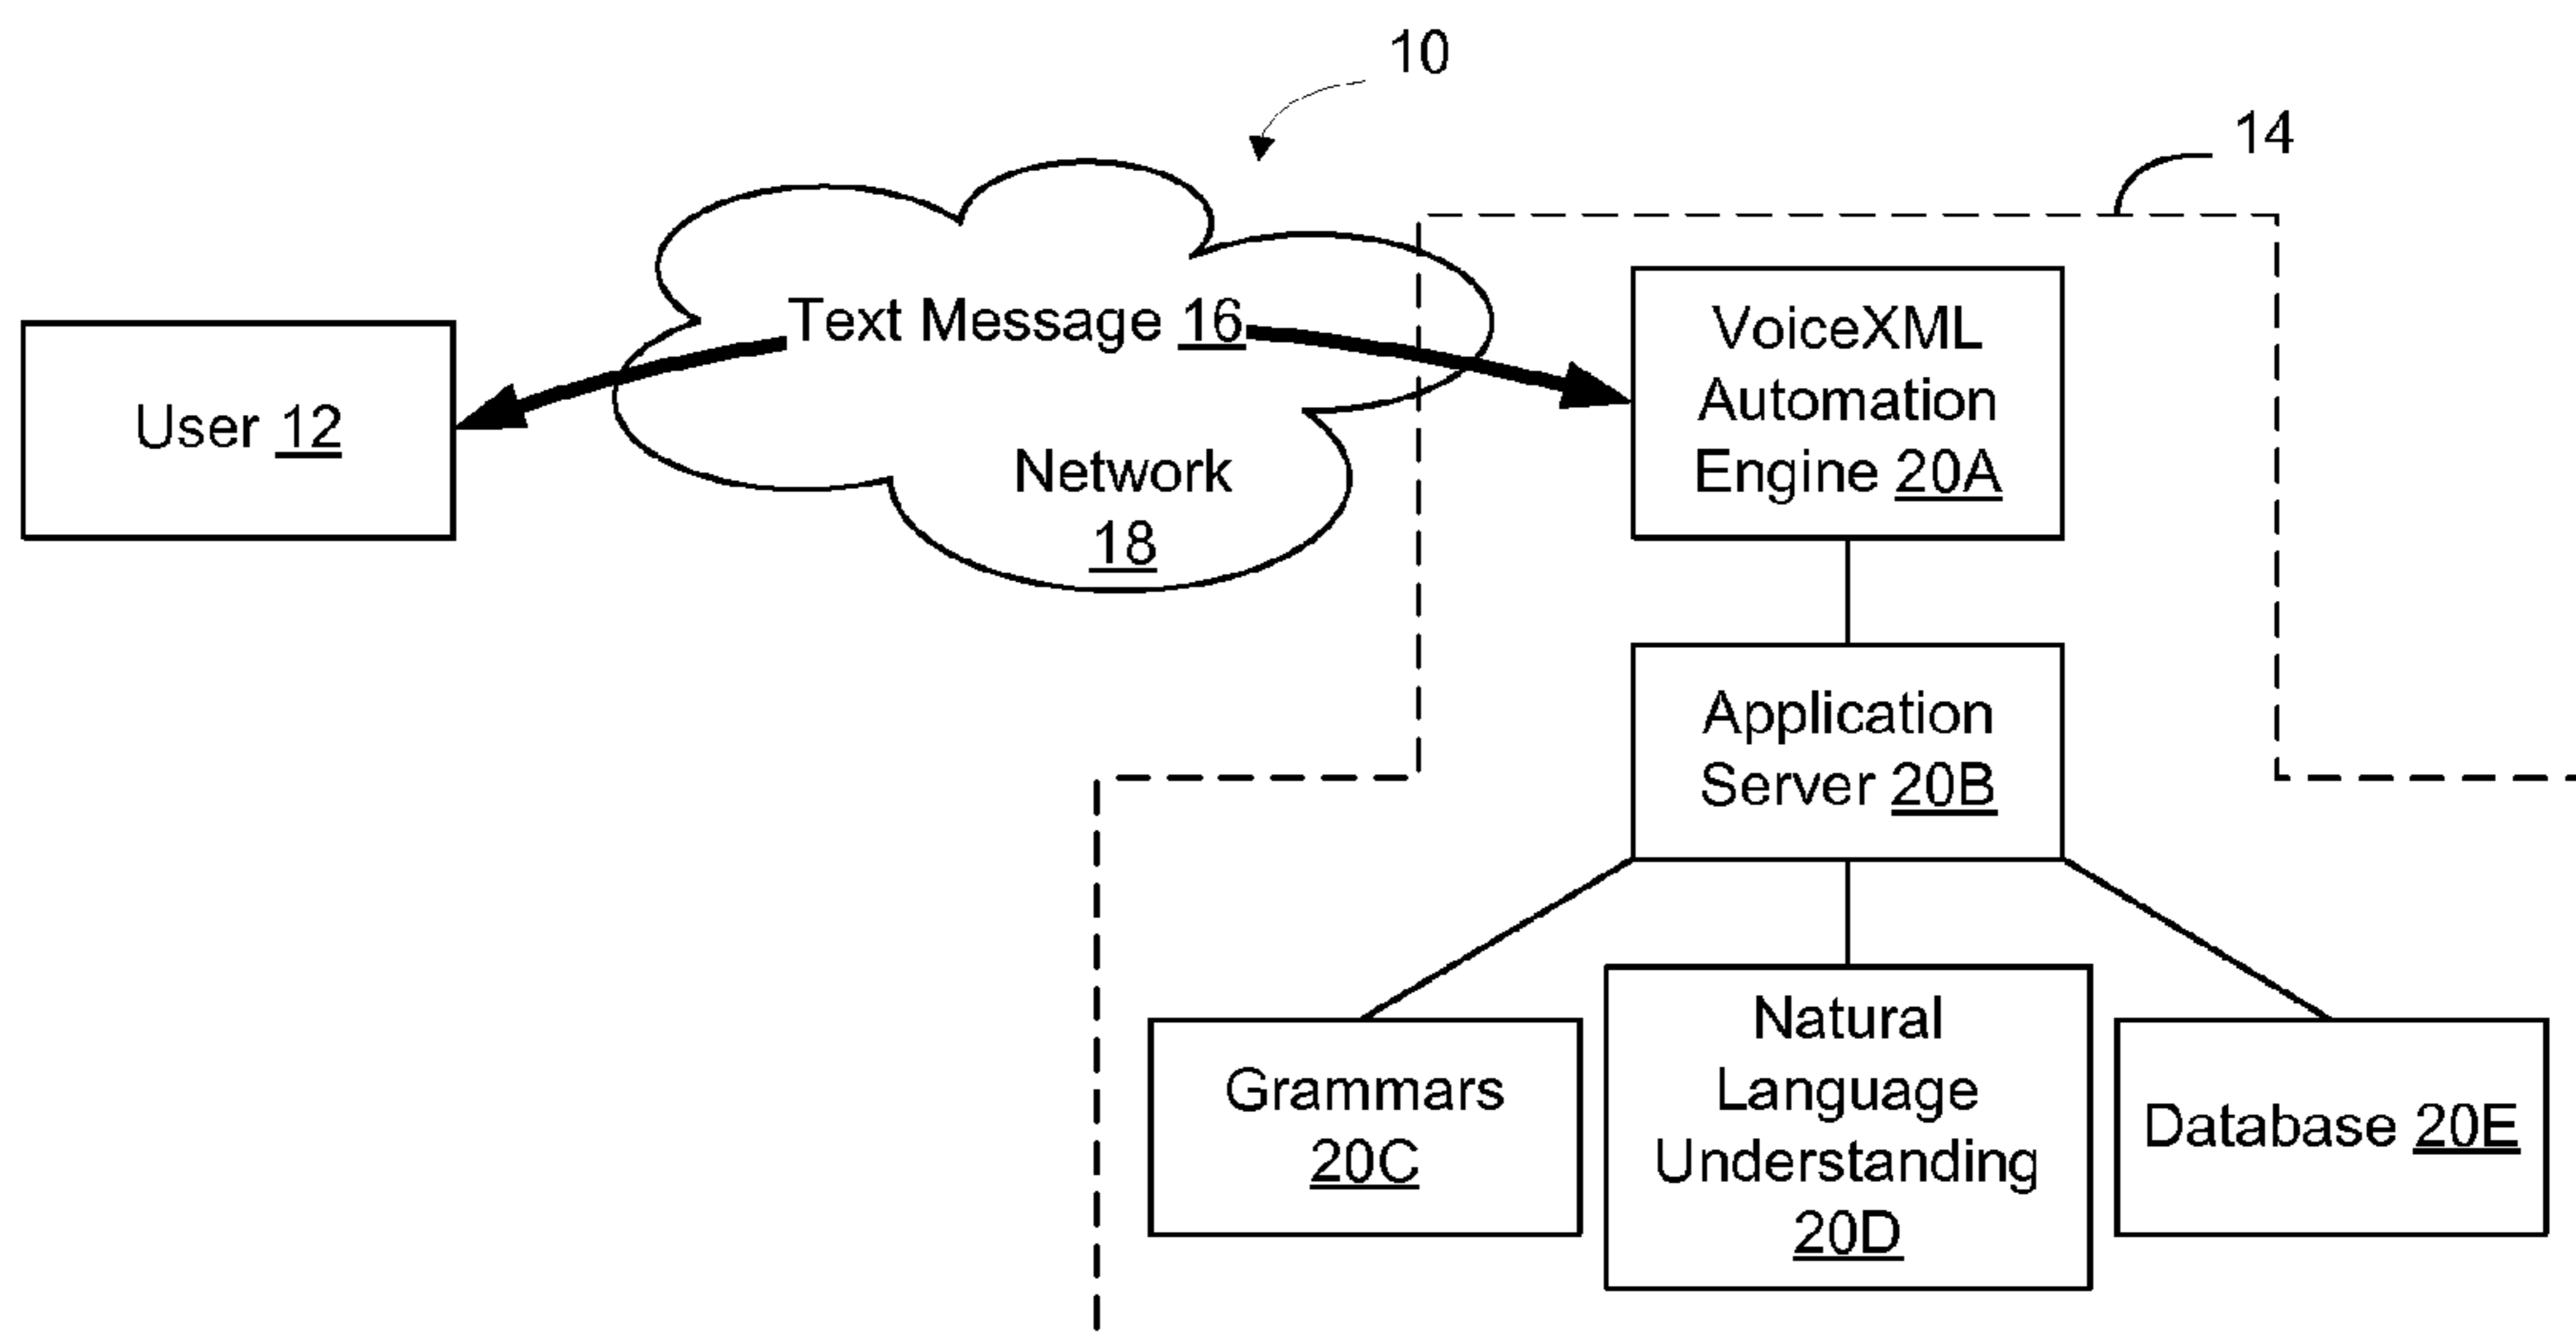 10
14
Text Message 16
User 12
Network
18
VoiceXML
Automation
Engine 20A
Application
Server 20B
Grammars
20C
Natural
Language
Understanding
20D
Database 20E